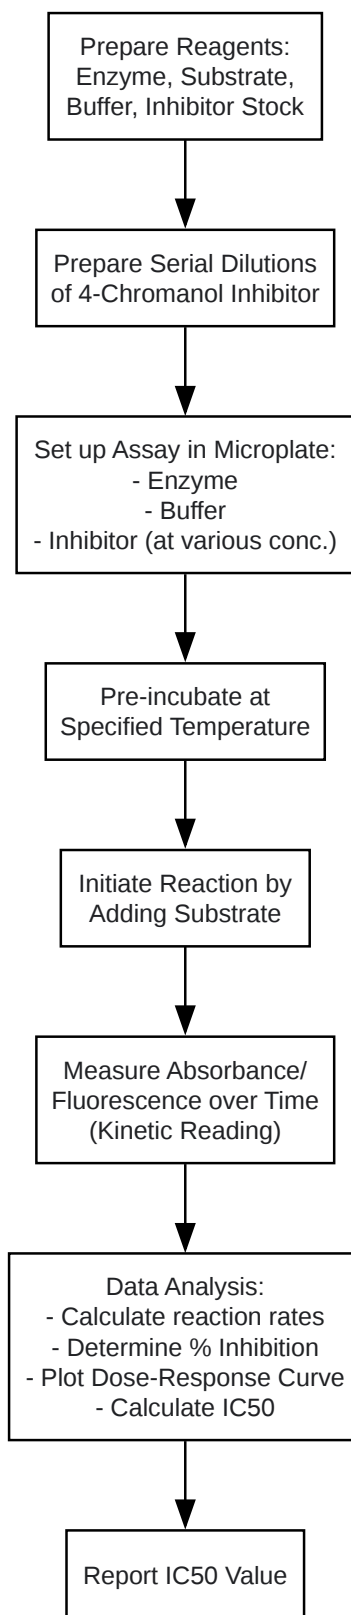 Prepare Reagents:
Enzyme, Substrate,
Buffer, Inhibitor Stock
Prepare Serial Dilutions
of 4-Chromanol Inhibitor
Set up Assay in Microplate:
- Enzyme
- Buffer
- Inhibitor (at various conc.)
Pre-incubate at
Specified Temperature
Initiate Reaction by
Adding Substrate
Measure Absorbance/
Fluorescence over Time
(Kinetic Reading)
Data Analysis:
- Calculate reaction rates
- Determine % Inhibition
- Plot Dose-Response Curve
- Calculate IC50
Report IC50 Value